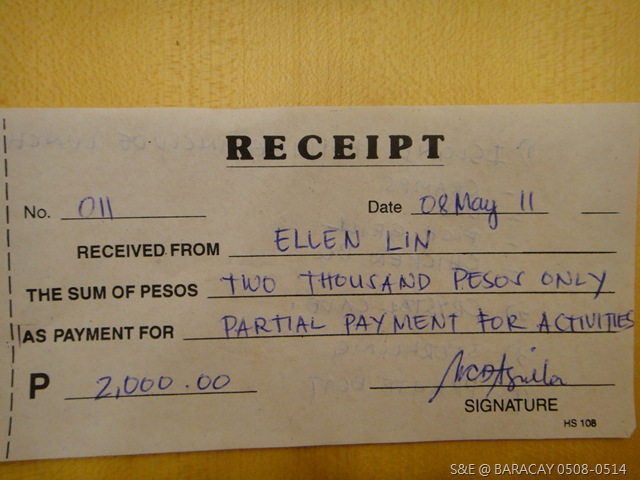 RECEIPT
No. 011 Date 08 May 11
RECEIVED FROM ELLEN LIN
THE SUM OF PESOS TWO THOUSAND PESOS ONLY
AS PAYMENT FOR PARTIAL PAYMENT FOR ACTIVITIES
P 2,000.00
SIGNATURE
HS 108
S&E @ BARACAY 0508-0514